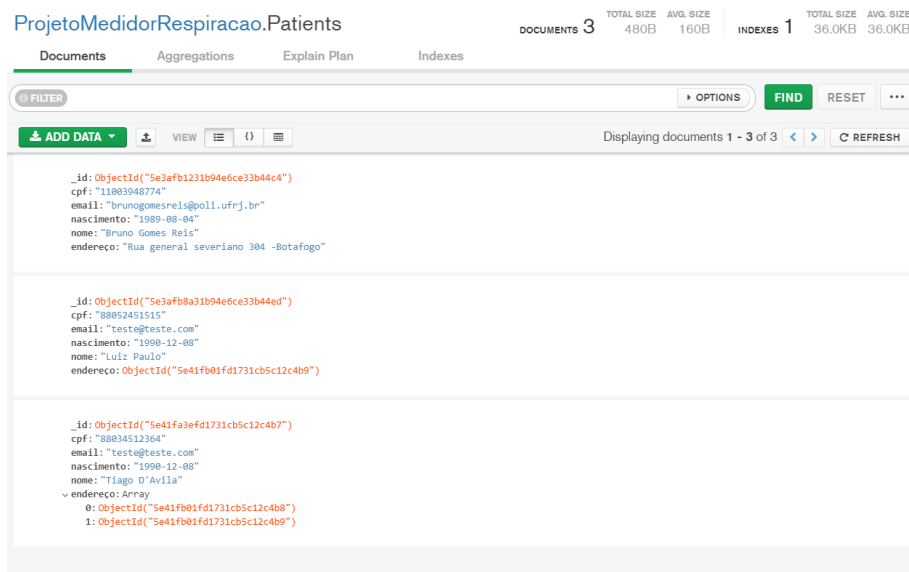 ProjetoMedidorRespiracao.Patients
DOCUMENTS 3 TOTAL SIZE 480B AVG. SIZE 160B INDEXES 1 TOTAL SIZE 36.0KB AVG. SIZE 36.0KB
Documents Aggregations Explain Plan Indexes
FILTER OPTIONS FIND RESET ...
ADD DATA VIEW {} Displaying documents 1 - 3 of 3 < > REFRESH
_id: ObjectId("5e3afb1231b94e6ce33b44c4")
cpf: "11003948774"
email: "brunogomesreis@poli.ufrj.br"
nascimento: "1989-08-04"
nome: "Bruno Gomes Reis"
endereço: "Rua general severiano 304 -Botafogo"
_id: ObjectId("5e3afb8a31b94e6ce33b44ed")
cpf: "88052451515"
email: "teste@teste.com"
nascimento: "1990-12-08"
nome: "Luiz Paulo"
endereço: ObjectId("5e41fb01fd1731cb5c12c4b9")
_id: ObjectId("5e41fa3efd1731cb5c12c4b7")
cpf: "88034512364"
email: "teste@teste.com"
nascimento: "1990-12-08"
nome: "Tiago D'Avila"
endereço: Array
0: ObjectId("5e41fb01fd1731cb5c12c4b8")
1: ObjectId("5e41fb01fd1731cb5c12c4b9")